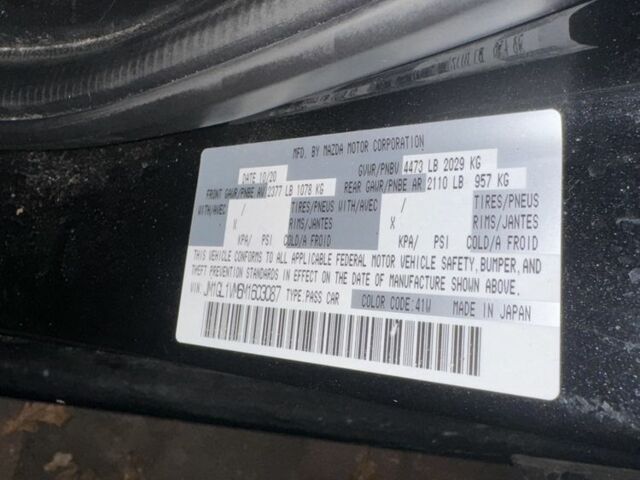 MFD. BY MAZDA MOTOR CORPORATION
DATE 10/20 GVWR/PNBV 4473 LB 2029 KG
FRONT GAWR/PNBE AV 2377 LB 1078 KG REAR GAWR/PNBE AR 2110 LB 957 KG
WITH/AVEC / TIRES/PNEUS WITH/AVEC / TIRES/PNEUS
X RIMS/JANTES X RIMS/JANTES
KPA/ PSI COLD/A FROID KPA/ PSI COLD/A FROID
THIS VEHICLE CONFORMS TO ALL APPLICABLE FEDERAL MOTOR VEHICLE SAFETY, BUMPER, AND
THEFT PREVENTION STANDARDS IN EFFECT ON THE DATE OF MANUFACTURE SHOWN ABOVE.
VIN: JM1GL1VM6M1603087 TYPE: PASS CAR COLOR CODE: 41W MADE IN JAPAN